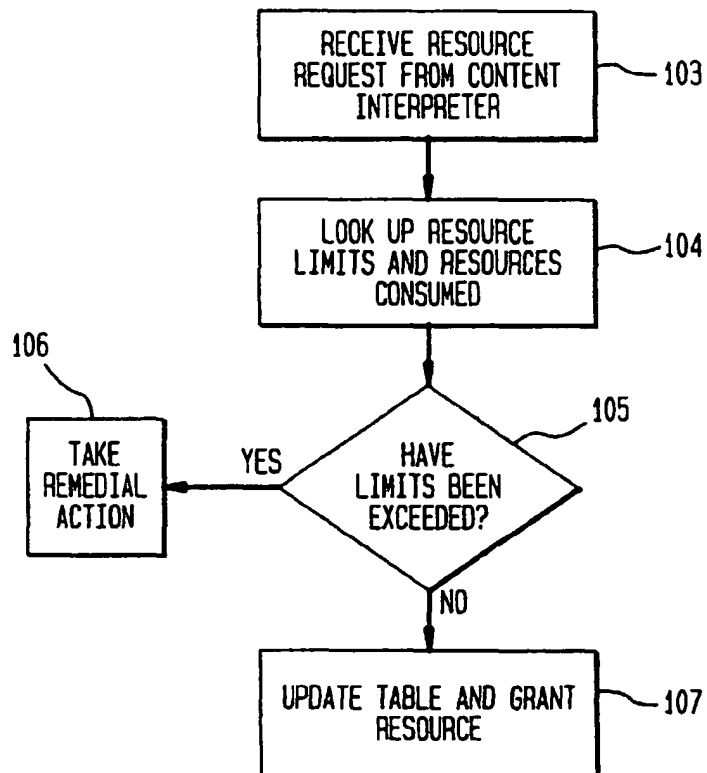 RECEIVE RESOURCE
REQUEST FROM CONTENT
INTERPRETER
103
LOOK UP RESOURCE
LIMITS AND RESOURCES
CONSUMED
104
106
105
TAKE
REMEDIAL
ACTION
YES
HAVE
LIMITS BEEN
EXCEEDED?
NO
UPDATE TABLE AND GRANT
RESOURCE
107